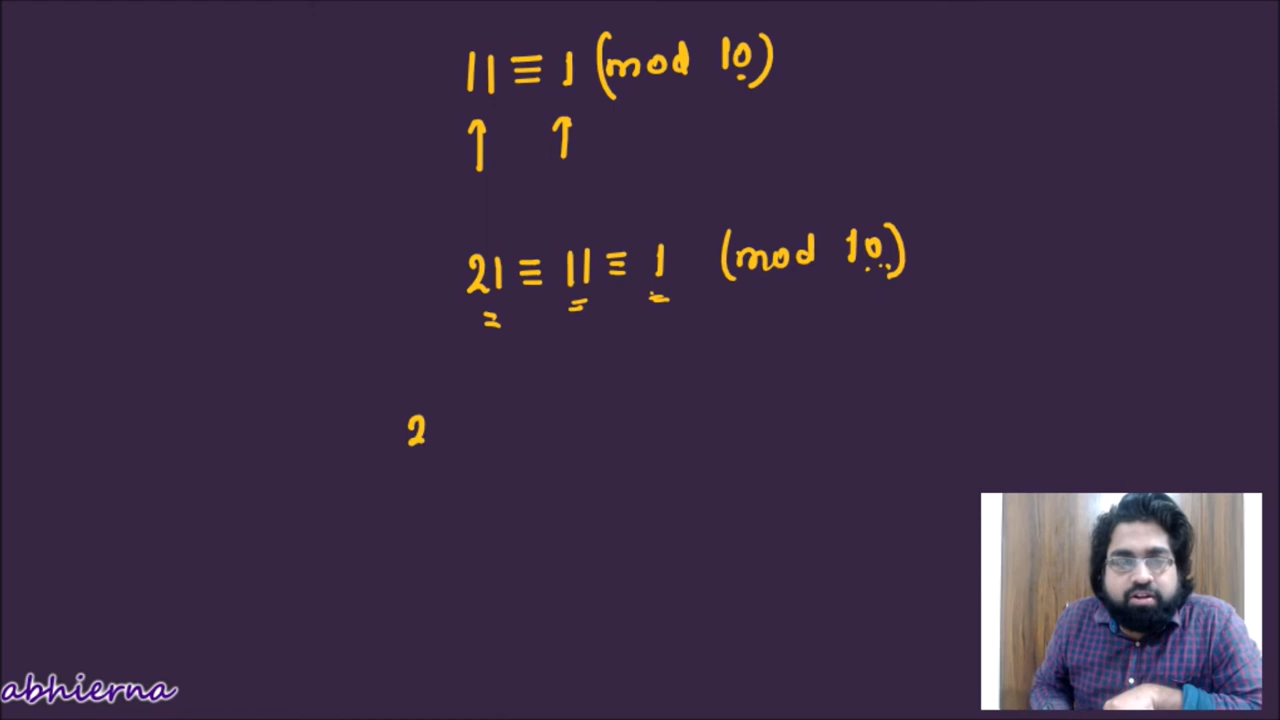 11 ≡ 1 (mod 10)
↑ ↑
21 ≡ 11 ≡ 1 (mod 10)
2
abhierna